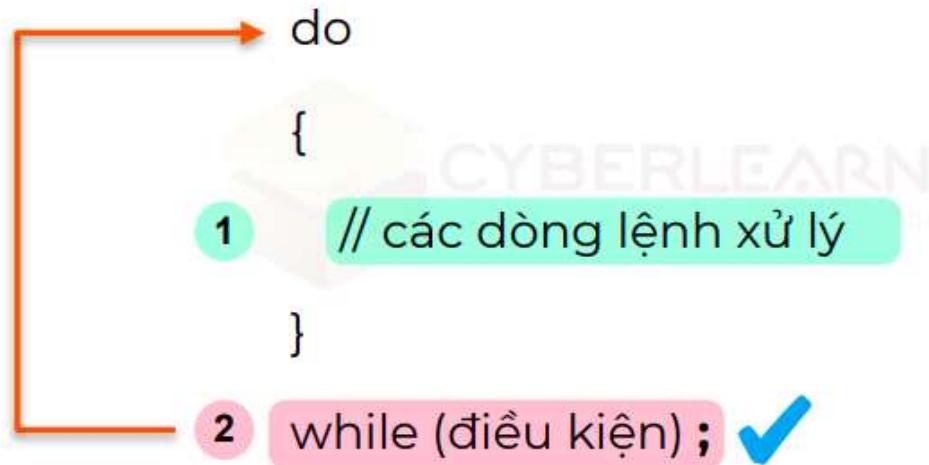 do
{
CYBERLEARN
1 // các dòng lệnh xử lý
}
2 while (điều kiện) ;